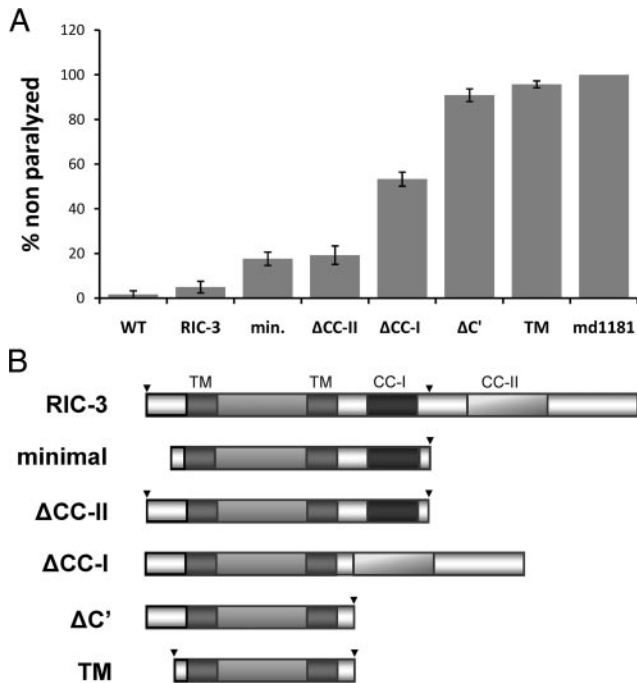 A
% non paralyzed
120
100
80
60
40
20
0
WT RIC-3 min. ΔCC-II ΔCC-I ΔC' TM md1181
B
TM TM CC-I CC-II
RIC-3
minimal
ΔCC-II
ΔCC-I
ΔC’
TM